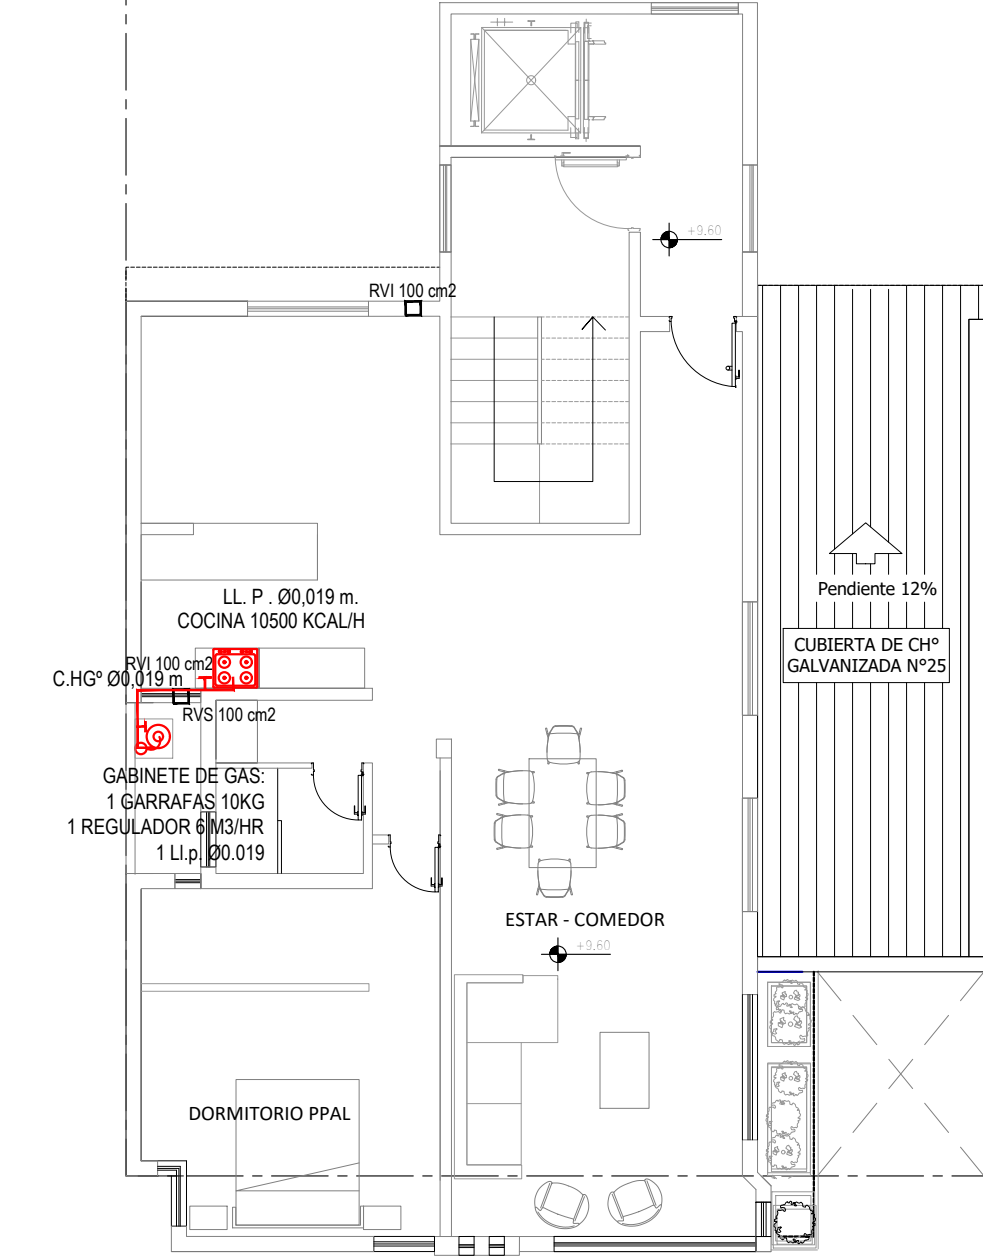 +9.60
RVI 100 cm2
Pendiente 12%
LL. P . Ø0,019 m.
COCINA 10500 KCAL/H
CUBIERTA DE CHº
GALVANIZADA Nº25
RVI 100 cm2
C.HGº Ø0,019 m
RVS 100 cm2
GABINETE DE GAS:
1 GARRAFAS 10KG
1 REGULADOR 6 M3/HR
1 Ll.p. Ø0.019
ESTAR - COMEDOR
+9.60
DORMITORIO PPAL